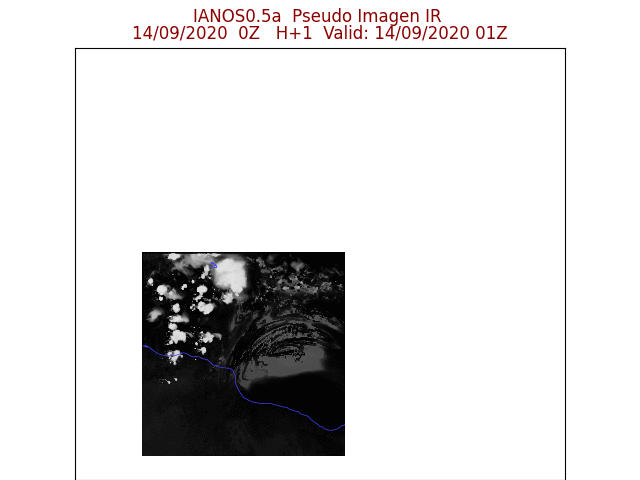 IANOS0.5a  Pseudo Imagen IR
14/09/2020  0Z   H+1  Valid: 14/09/2020 01Z